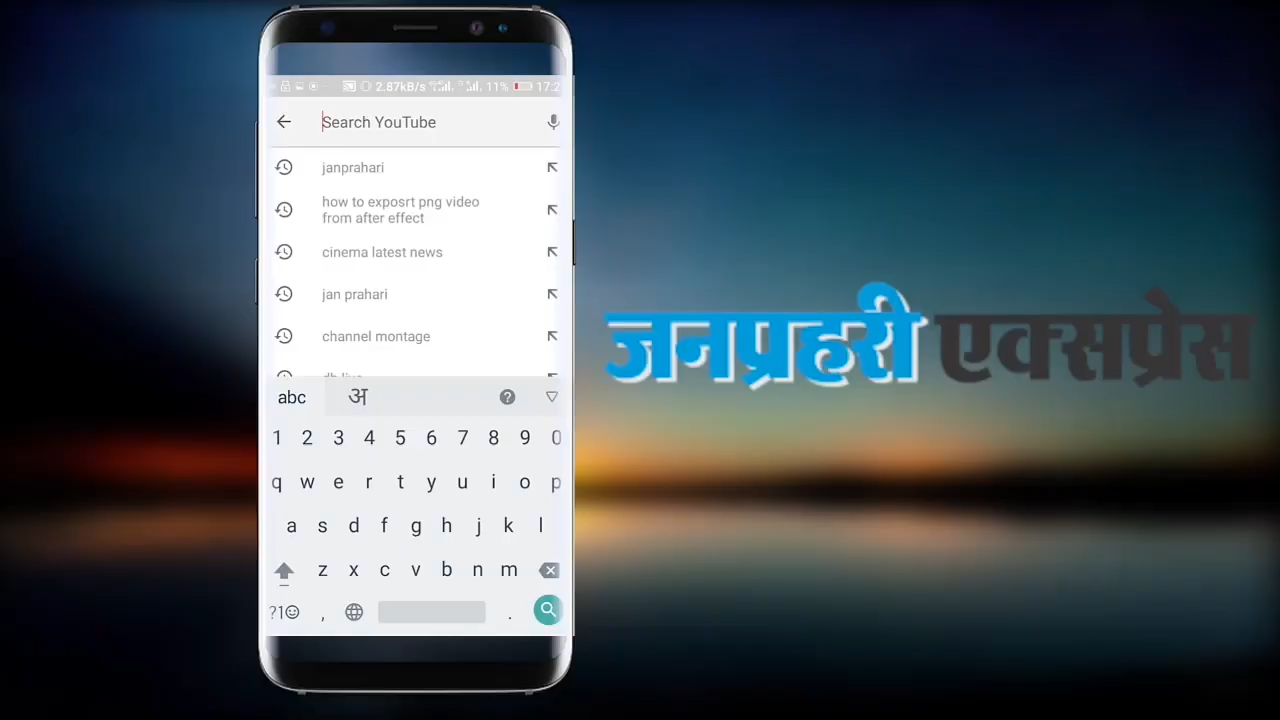 2.87kB/s 11% 17:2
Search YouTube
janprahari
how to exposrt png video
from after effect
cinema latest news
jan prahari
channel montage
abc अ ?
1 2 3 4 5 6 7 8 9 0
q w e r t y u i o p
a s d f g h j k l
z x c v b n m
?1☺ , .
जनप्रहरी एक्सप्रेस